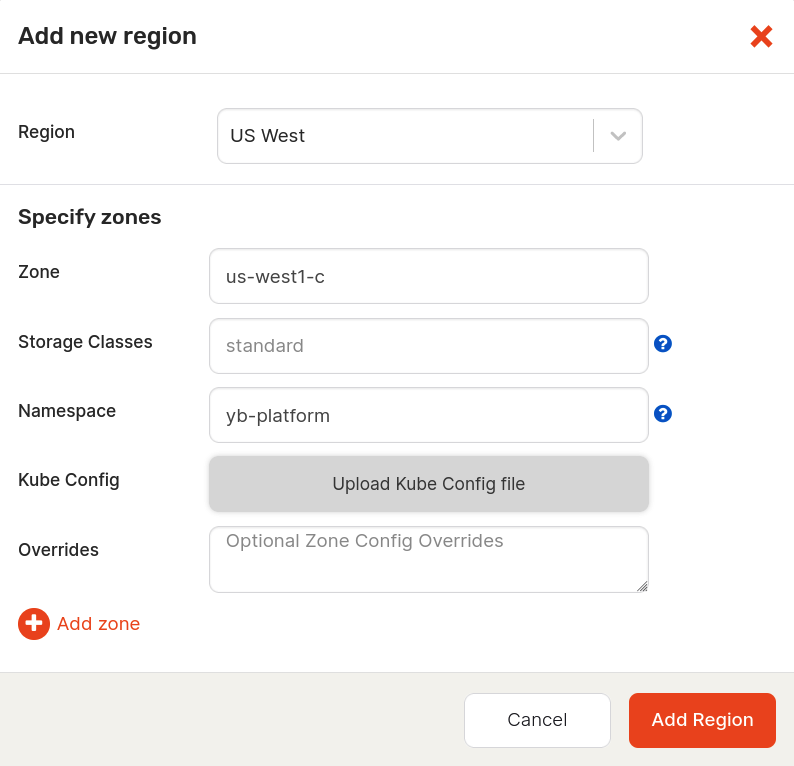 Add new region
Region
US West
Specify zones
Zone
us-west1-c
Storage Classes
standard
?
Namespace
yb-platform
?
Kube Config
Upload Kube Config file
Overrides
Optional Zone Config Overrides
Add zone
Cancel
Add Region